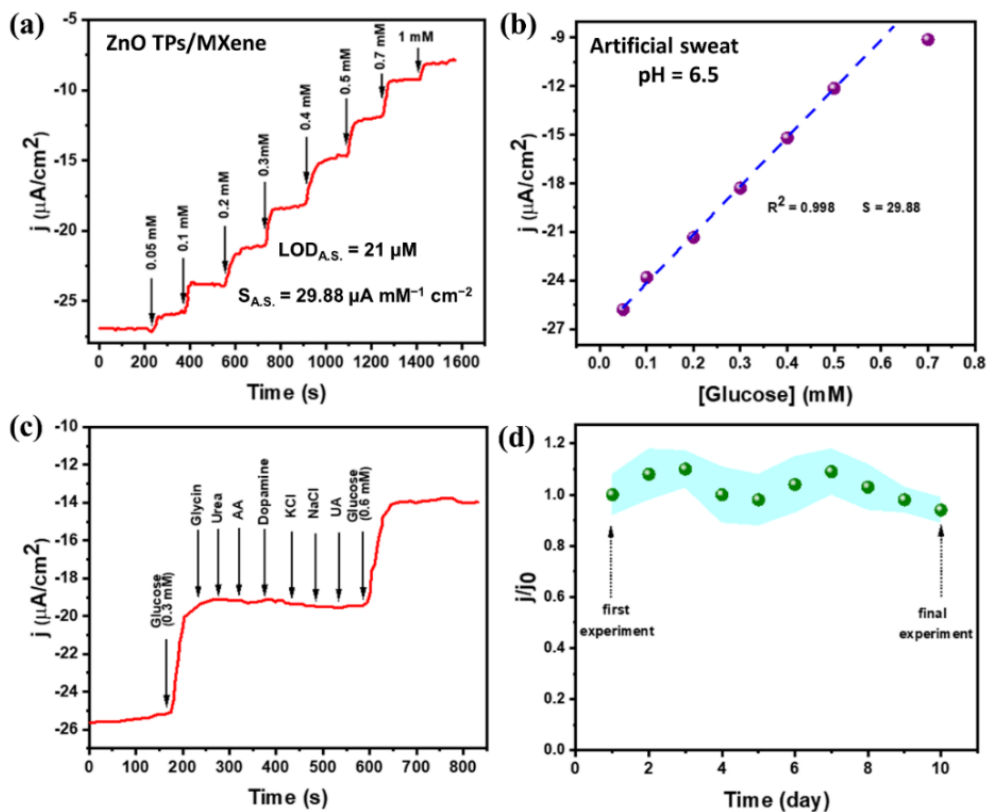 (a)
ZnO TPs/MXene
0.05 mM
0.1 mM
0.2 mM
0.3mM
0.4 mM
0.5 mM
0.7 mM
1 mM
LOD_A.S. = 21 µM
S_A.S. = 29.88 µA mM⁻¹ cm⁻²
j (µA/cm²)
-5
-10
-15
-20
-25
0 200 400 600 800 1000 1200 1400 1600
Time (s)
(b)
Artificial sweat
pH = 6.5
R² = 0.998 S = 29.88
j (µA/cm²)
-9
-12
-15
-18
-21
-24
-27
0.0 0.1 0.2 0.3 0.4 0.5 0.6 0.7 0.8
[Glucose] (mM)
(c)
Glucose
(0.3 mM)
Glycin
Urea
AA
Dopamine
KCl
NaCl
UA
Glucose
(0.6 mM)
j (µA/cm²)
-10
-12
-14
-16
-18
-20
-22
-24
-26
0 200 400 600 800
Time (s)
(d)
first
experiment
final
experiment
j/j0
1.2
1.0
0.8
0.6
0.4
0.2
0.0
0 2 4 6 8 10
Time (day)